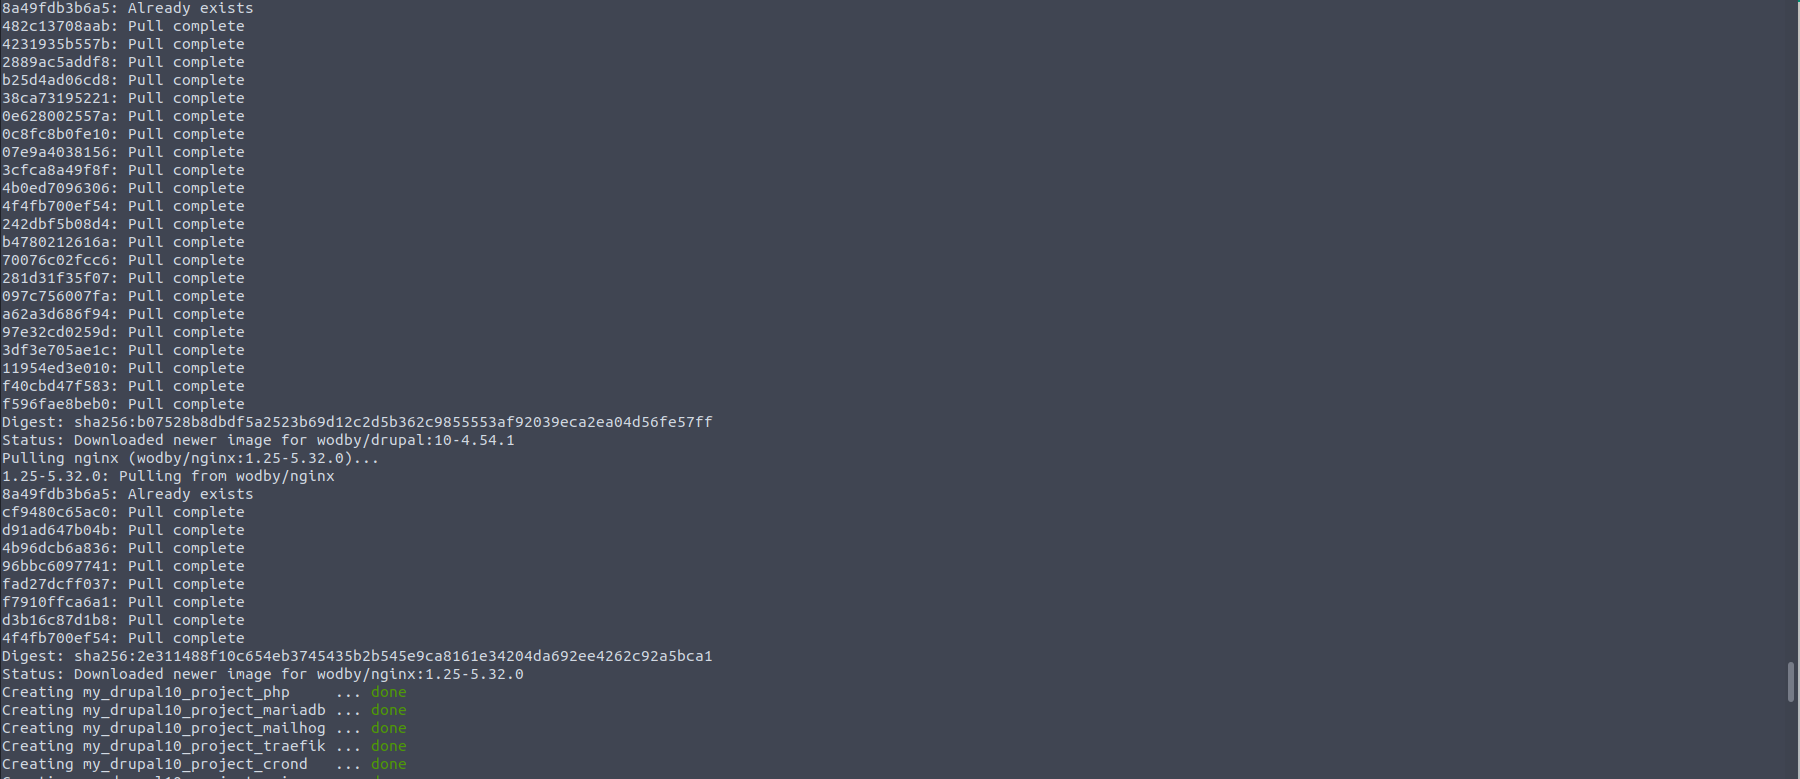 8a49fdb3b6a5: Already exists
482c13708aab: Pull complete
4231935b557b: Pull complete
2889ac5addf8: Pull complete
b25d4ad06cd8: Pull complete
38ca73195221: Pull complete
0e628002557a: Pull complete
0c8fc8b0fe10: Pull complete
07e9a4038156: Pull complete
3cfca8a49f8f: Pull complete
4b0ed7096306: Pull complete
4f4fb700ef54: Pull complete
242dbf5b08d4: Pull complete
b4780212616a: Pull complete
70076c02fcc6: Pull complete
281d31f35f07: Pull complete
097c756007fa: Pull complete
a62a3d686f94: Pull complete
97e32cd0259d: Pull complete
3df3e705ae1c: Pull complete
11954ed3e010: Pull complete
f40cbd47f583: Pull complete
f596fae8beb0: Pull complete
Digest: sha256:b07528b8dbdf5a2523b69d12c2d5b362c9855553af92039eca2ea04d56fe57ff
Status: Downloaded newer image for wodby/drupal:10-4.54.1
Pulling nginx (wodby/nginx:1.25-5.32.0)...
1.25-5.32.0: Pulling from wodby/nginx
8a49fdb3b6a5: Already exists
cf9480c65ac0: Pull complete
d91ad647b04b: Pull complete
4b96dcb6a836: Pull complete
96bbc6097741: Pull complete
fad27dcff037: Pull complete
f7910ffca6a1: Pull complete
d3b16c87d1b8: Pull complete
4f4fb700ef54: Pull complete
Digest: sha256:2e311488f10c654eb3745435b2b545e9ca8161e34204da692ee4262c92a5bca1
Status: Downloaded newer image for wodby/nginx:1.25-5.32.0
Creating my_drupal10_project_php     ... done
Creating my_drupal10_project_mariadb ... done
Creating my_drupal10_project_mailhog ... done
Creating my_drupal10_project_traefik ... done
Creating my_drupal10_project_crond   ... done